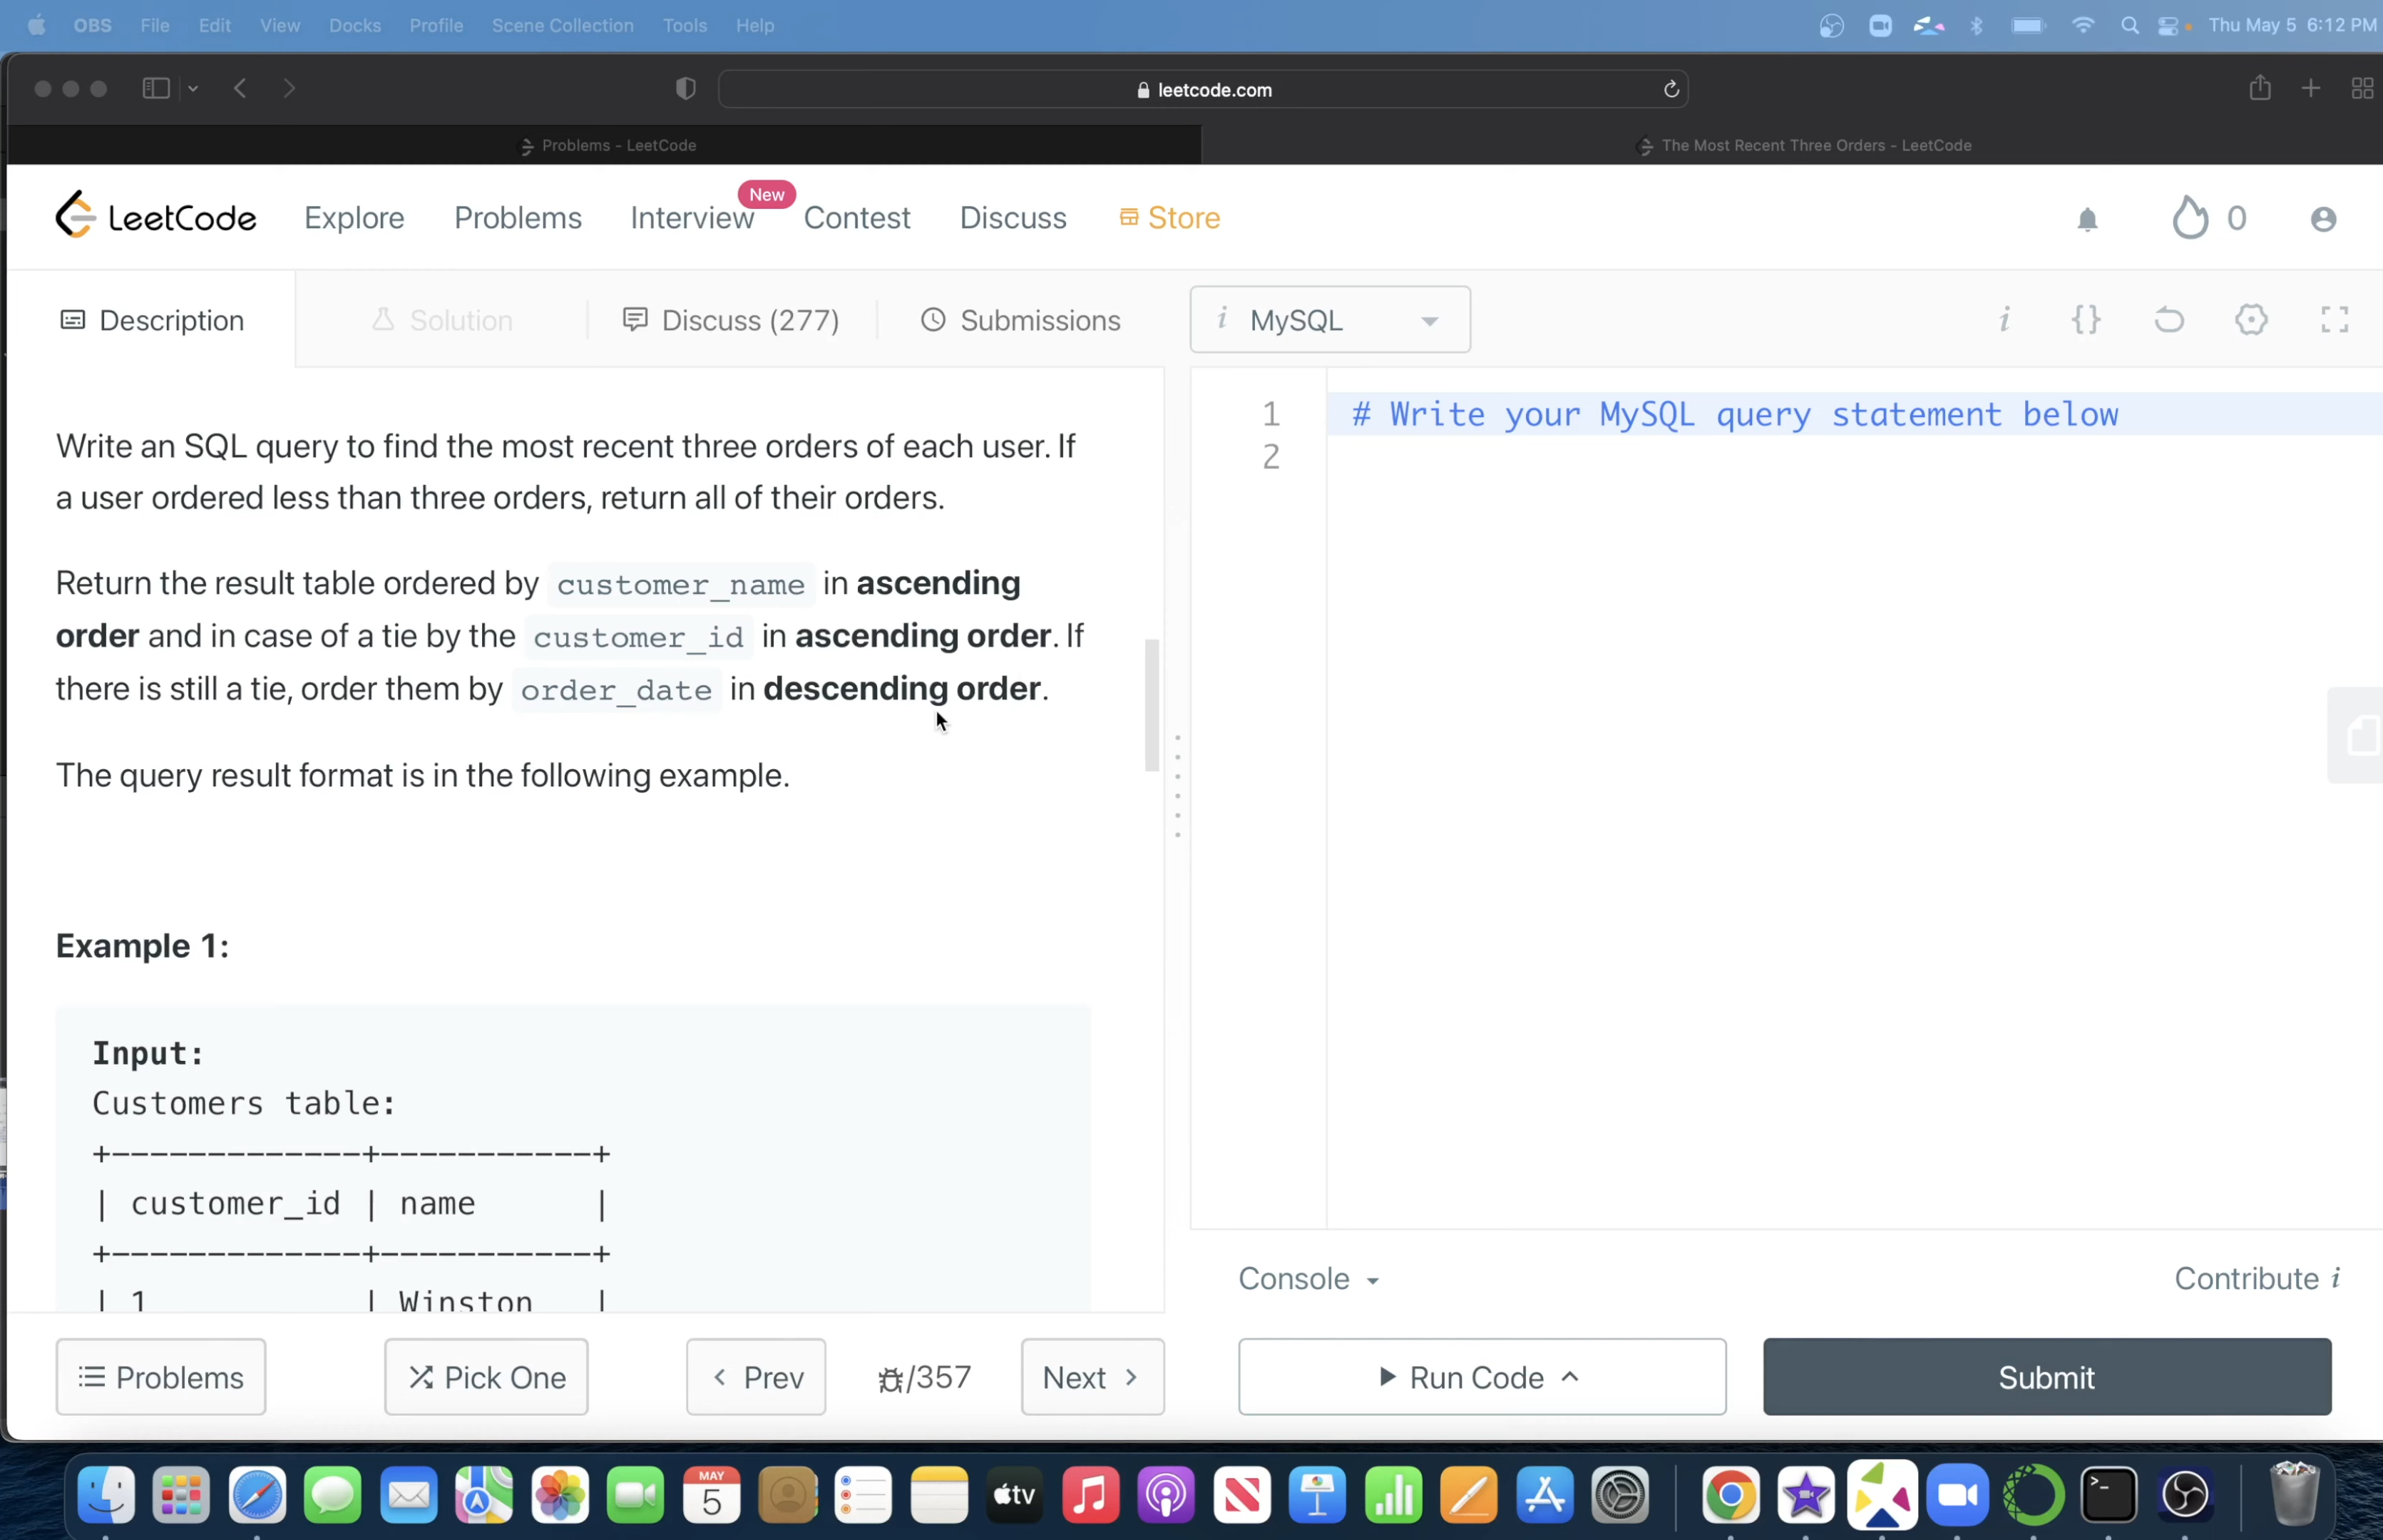 OBS File Edit View Docks Profile Scene Collection Tools Help Thu May 5 6:12 PM
leetcode.com
Problems - LeetCode The Most Recent Three Orders - LeetCode
LeetCode Explore Problems Interview New Contest Discuss Store 0
Description Solution Discuss (277) Submissions i MySQL i {}
Write an SQL query to find the most recent three orders of each user. If
a user ordered less than three orders, return all of their orders.
Return the result table ordered by customer_name in ascending
order and in case of a tie by the customer_id in ascending order. If
there is still a tie, order them by order_date in descending order.
The query result format is in the following example.
Example 1:
Input:
Customers table:
+-------------+-----------+
| customer_id | name |
+-------------+-----------+
| 1 | Winston |
1 # Write your MySQL query statement below
2
Console Contribute i
Problems Pick One < Prev /357 Next > Run Code Submit
MAY
5
tv